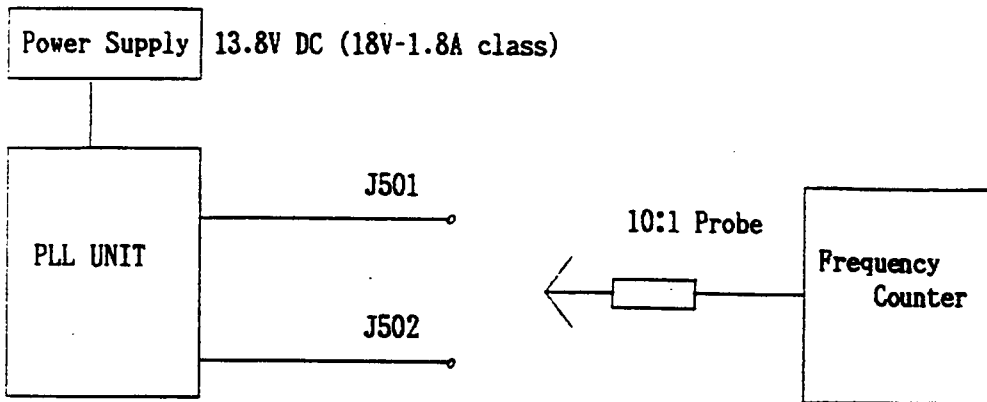 Power Supply 13.8V DC (18V-1.8A class)
J501
10:1 Probe
PLL UNIT
Frequency
Counter
J502